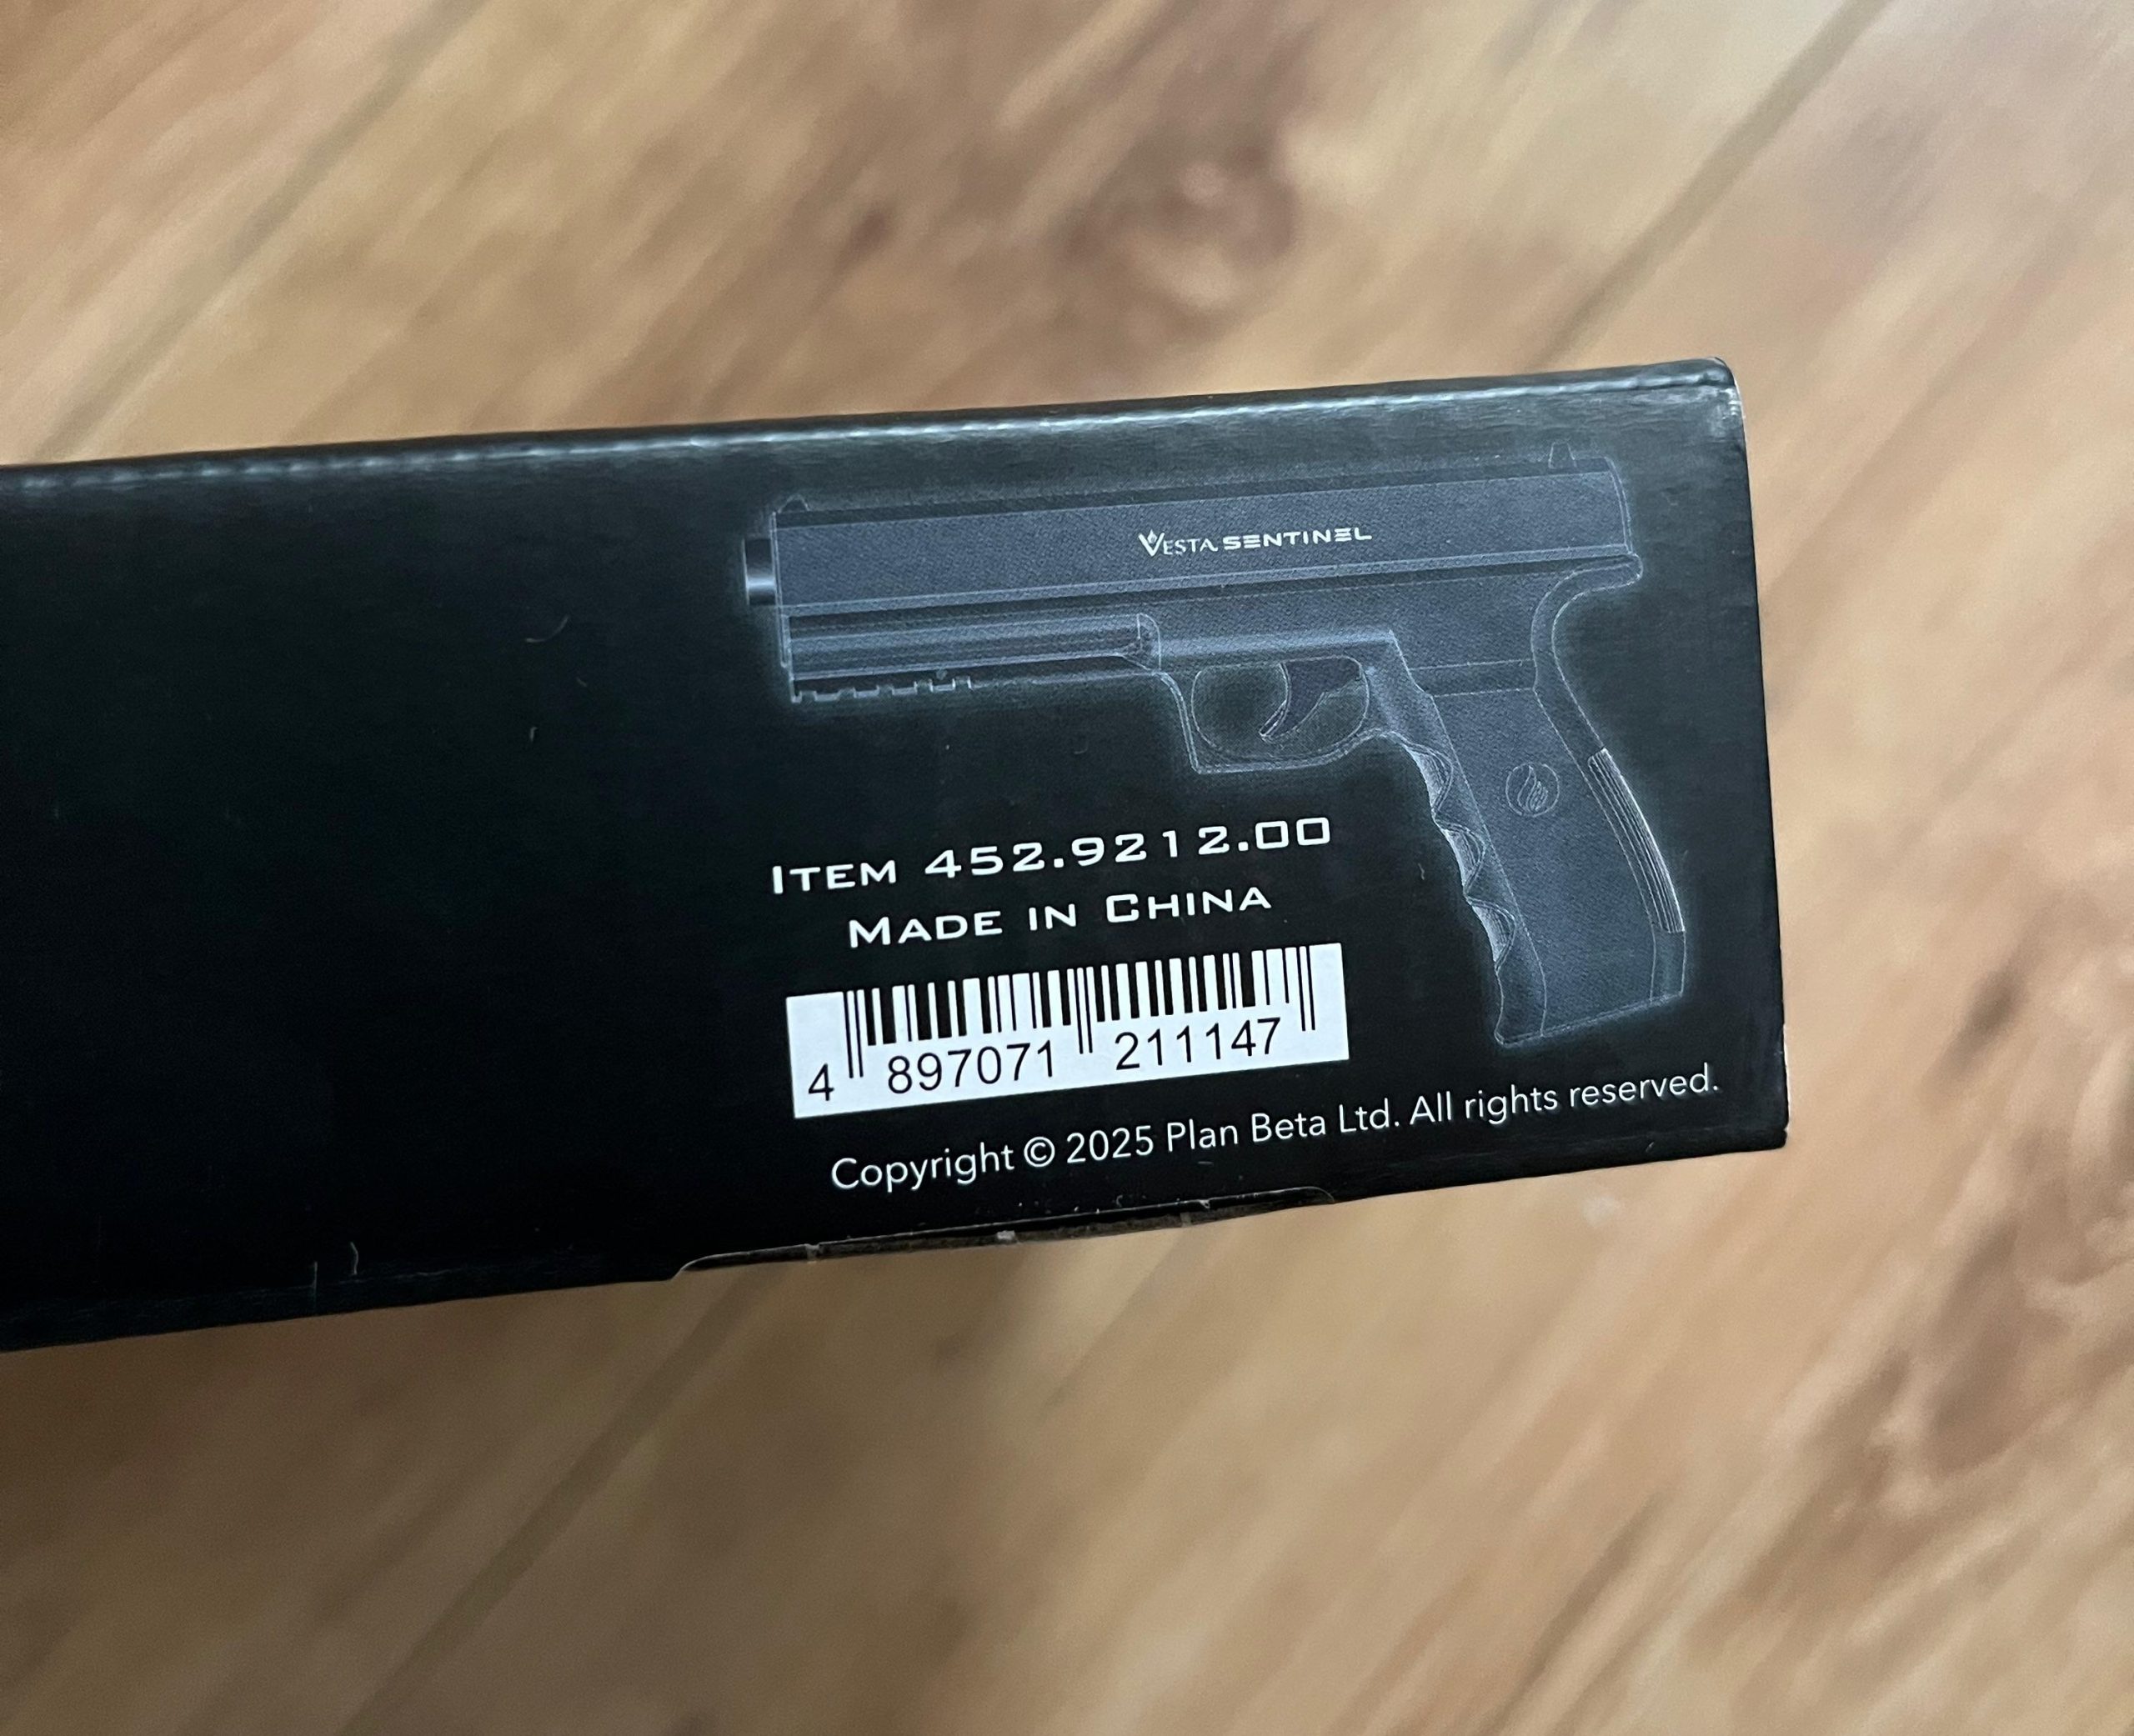 VESTA SENTINEL
ITEM 452.9212.00
MADE IN CHINA
4 897071 211147
Copyright © 2025 Plan Beta Ltd. All rights reserved.